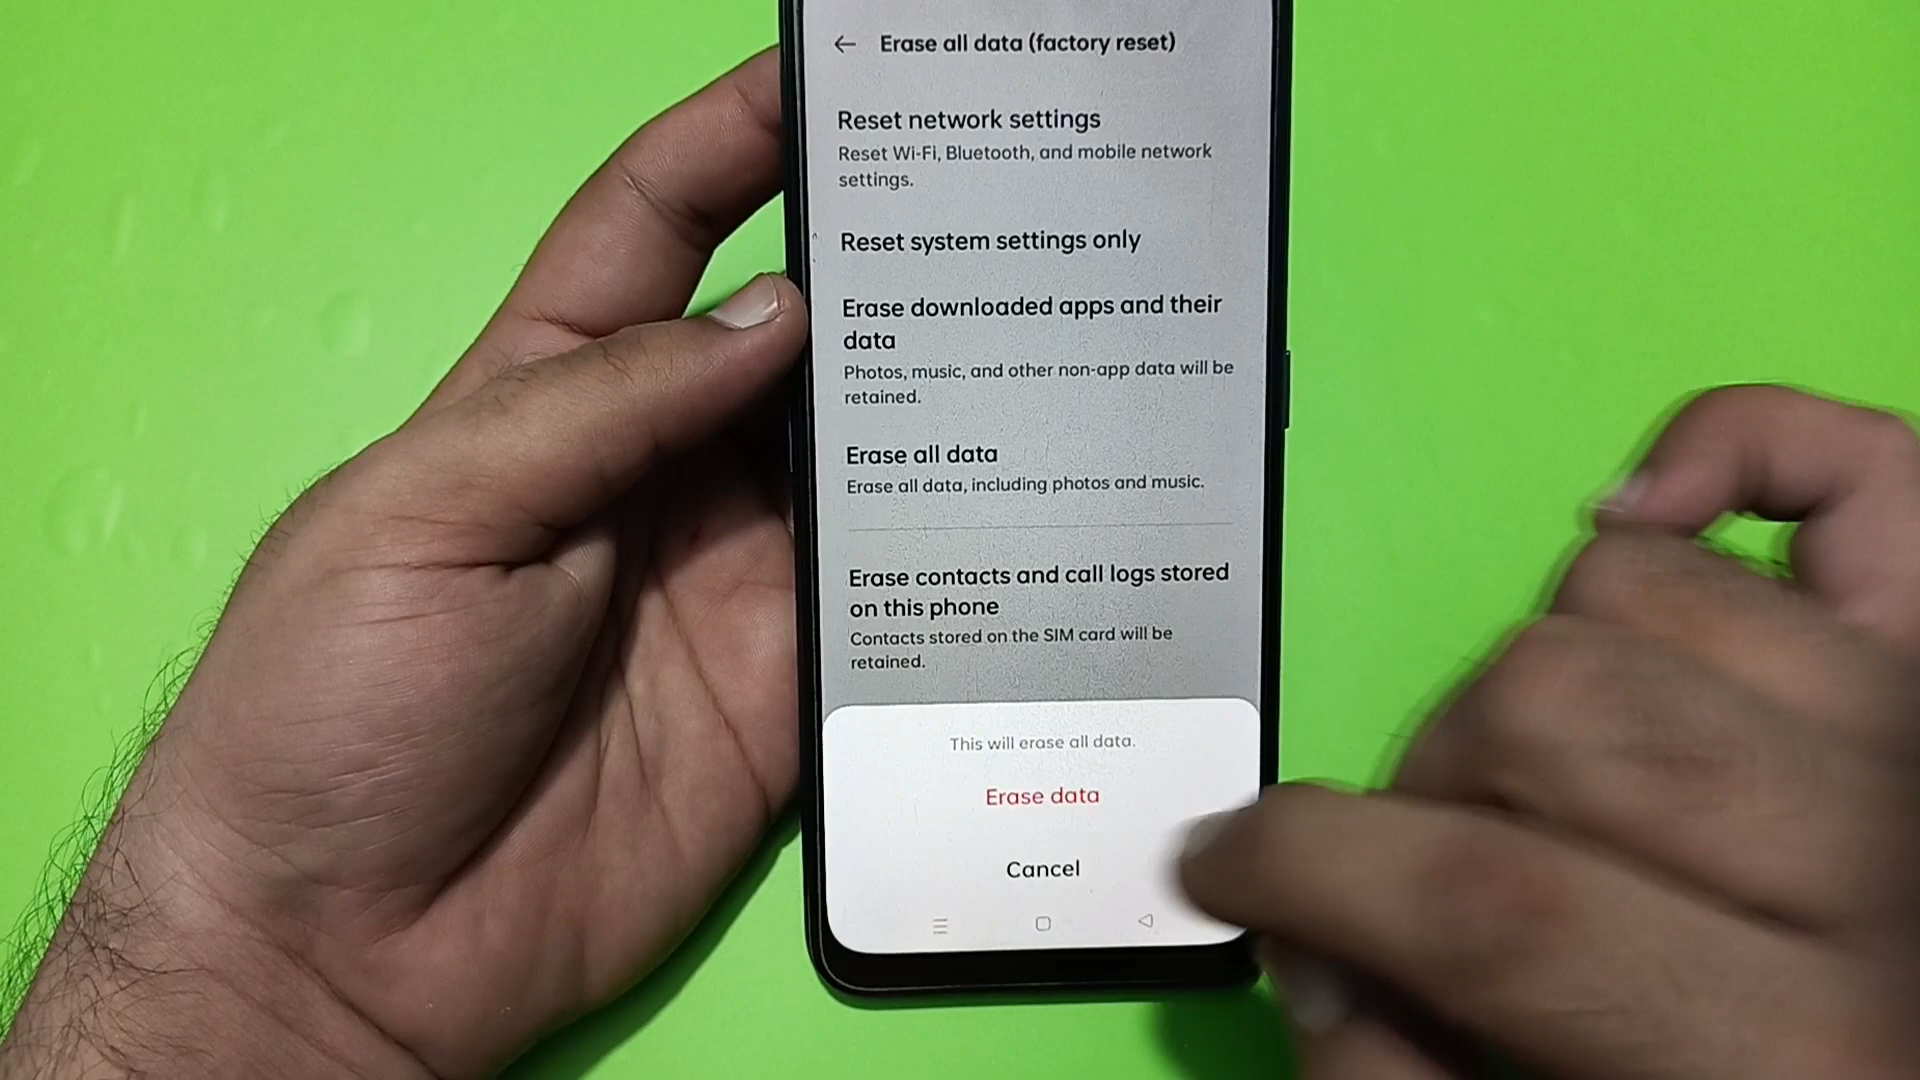 Erase all data (factory reset)
Reset network settings
Reset Wi-Fi, Bluetooth, and mobile network
settings.
Reset system settings only
Erase downloaded apps and their
data
Photos, music, and other non-app data will be
retained.
Erase all data
Erase all data, including photos and music.
Erase contacts and call logs stored
on this phone
Contacts stored on the SIM card will be
retained.
This will erase all data.
Erase data
Cancel